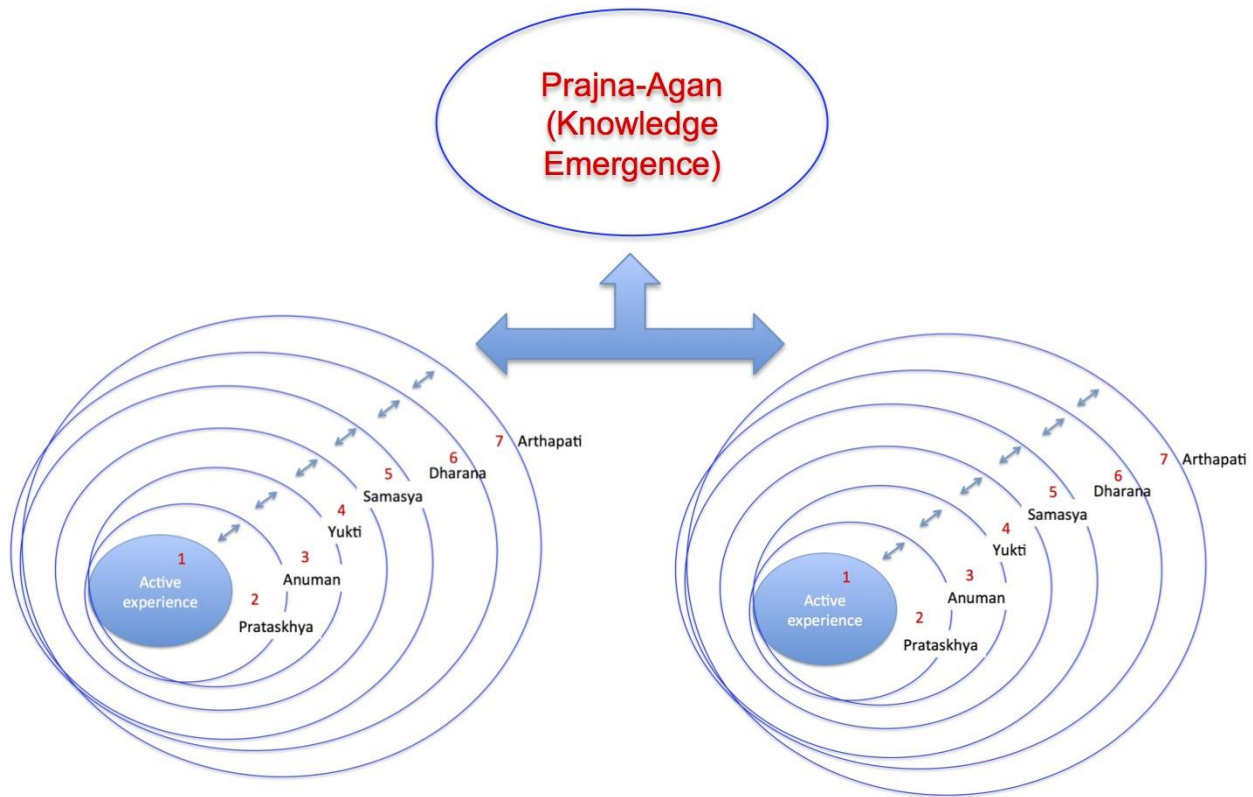 Prajna-Agan
(Knowledge
Emergence)
7 Arthapati
6
Dharana
5
Samasya
4
Yukti
3
Anuman
1
Active
experience
2
Prataskhya
7 Arthapati
6
Dharana
5
Samasya
4
Yukti
3
Anuman
1
Active
experience
2
Prataskhya